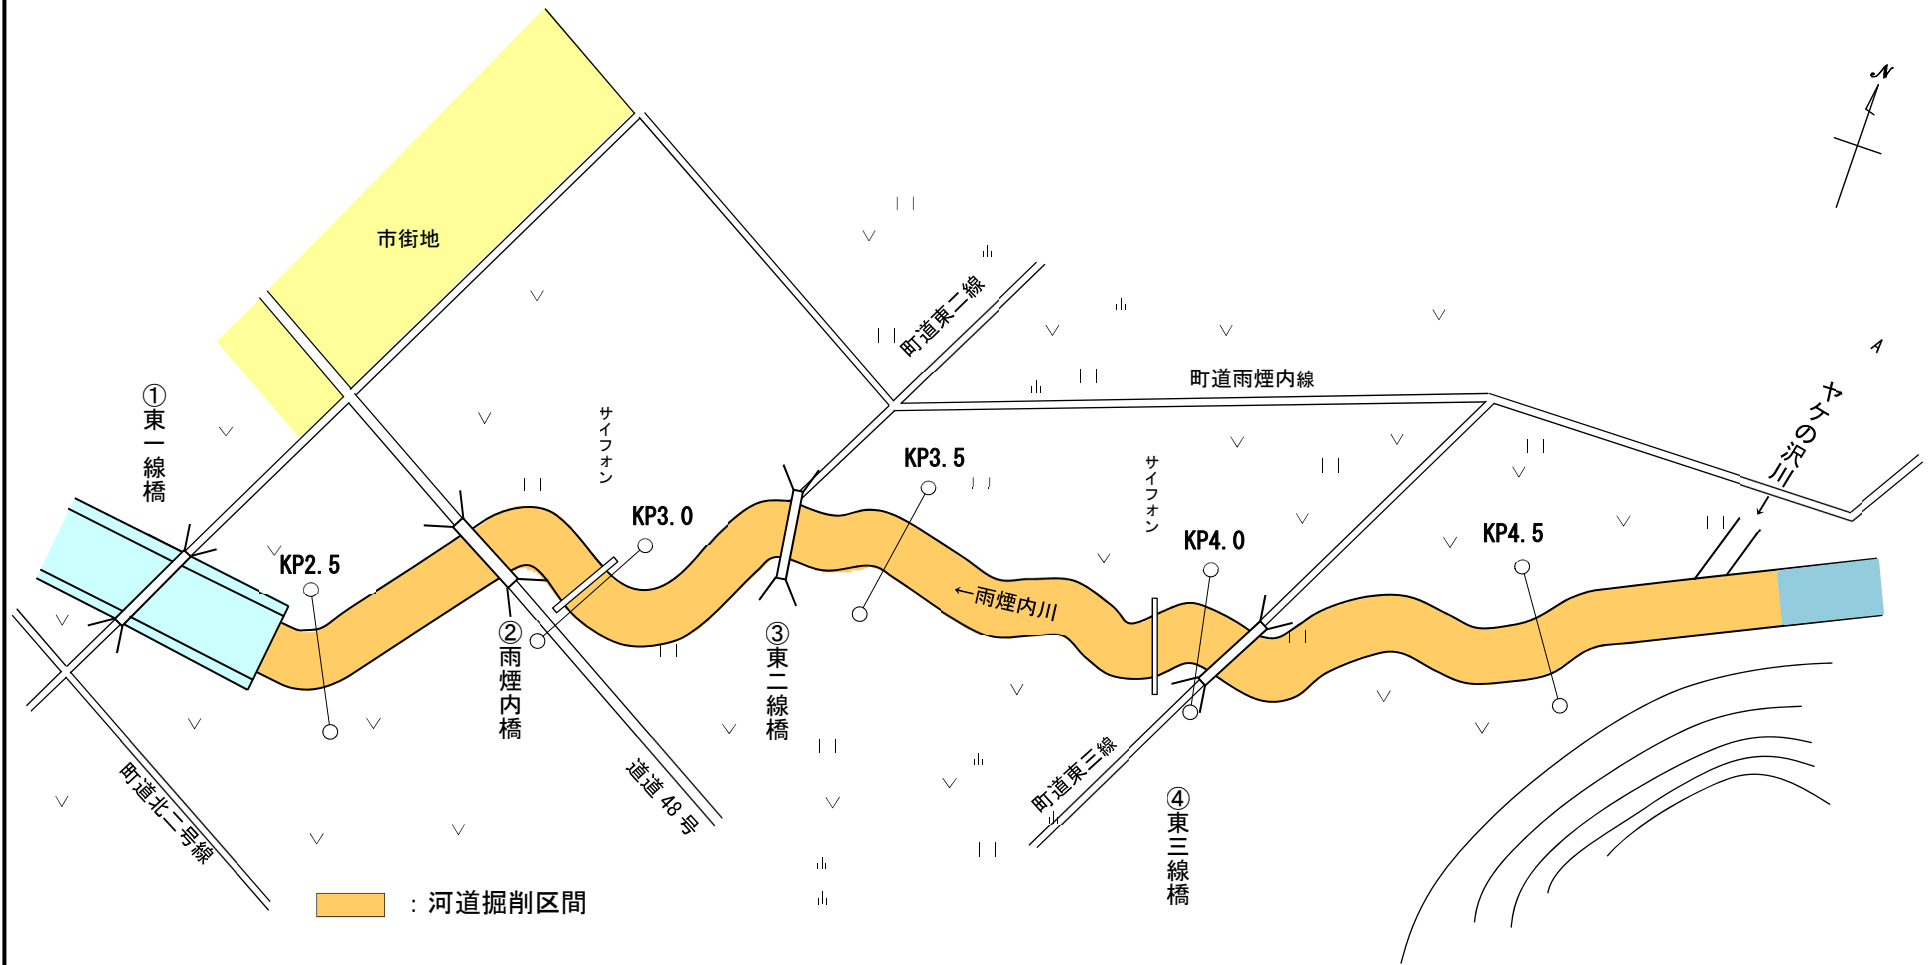 N
市街地
町道東二線
A
町道雨煙内線
ヤケの沢川
①東一線橋
サイフォン
KP3.5
サイフォン
KP3.0
KP4.0
KP4.5
KP2.5
←雨煙内川
②雨煙内橋
③東二線橋
町道北二号線
道道48号
町道東三線
④東三線橋
：河道掘削区間